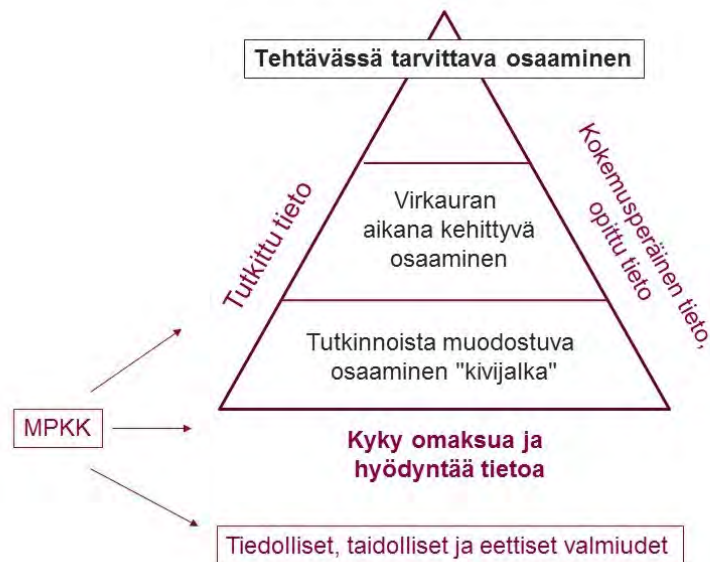 Tehtävässä tarvittava osaaminen
Tutkittu tieto
Kokemusperäinen tieto,
opittu tieto
Virkauran
aikana kehittyvä
osaaminen
Tutkinnoista muodostuva
osaaminen "kivijalka"
MPKK
Kyky omaksua ja
hyödyntää tietoa
Tiedolliset, taidolliset ja eettiset valmiudet